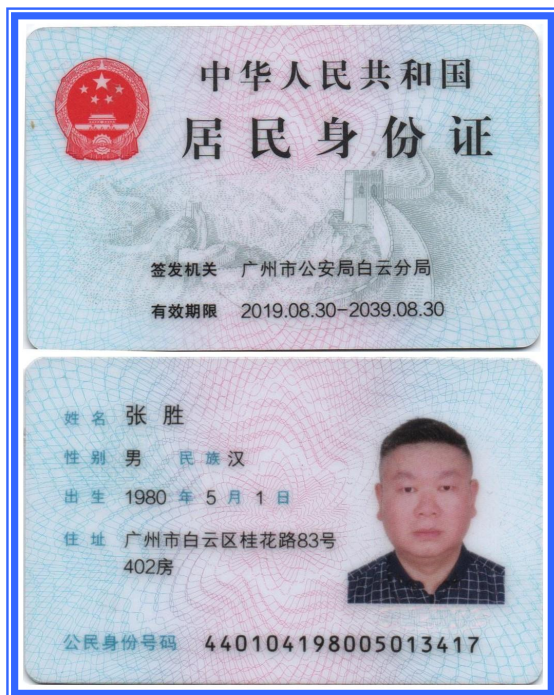 中华人民共和国
居民身份证
签发机关 广州市公安局白云分局
有效期限 2019.08.30-2039.08.30
姓名 张胜
性别 男 民族 汉
出生 1980 年 5 月 1 日
住址 广州市白云区桂花路83号
402房
公民身份号码 440104198005013417